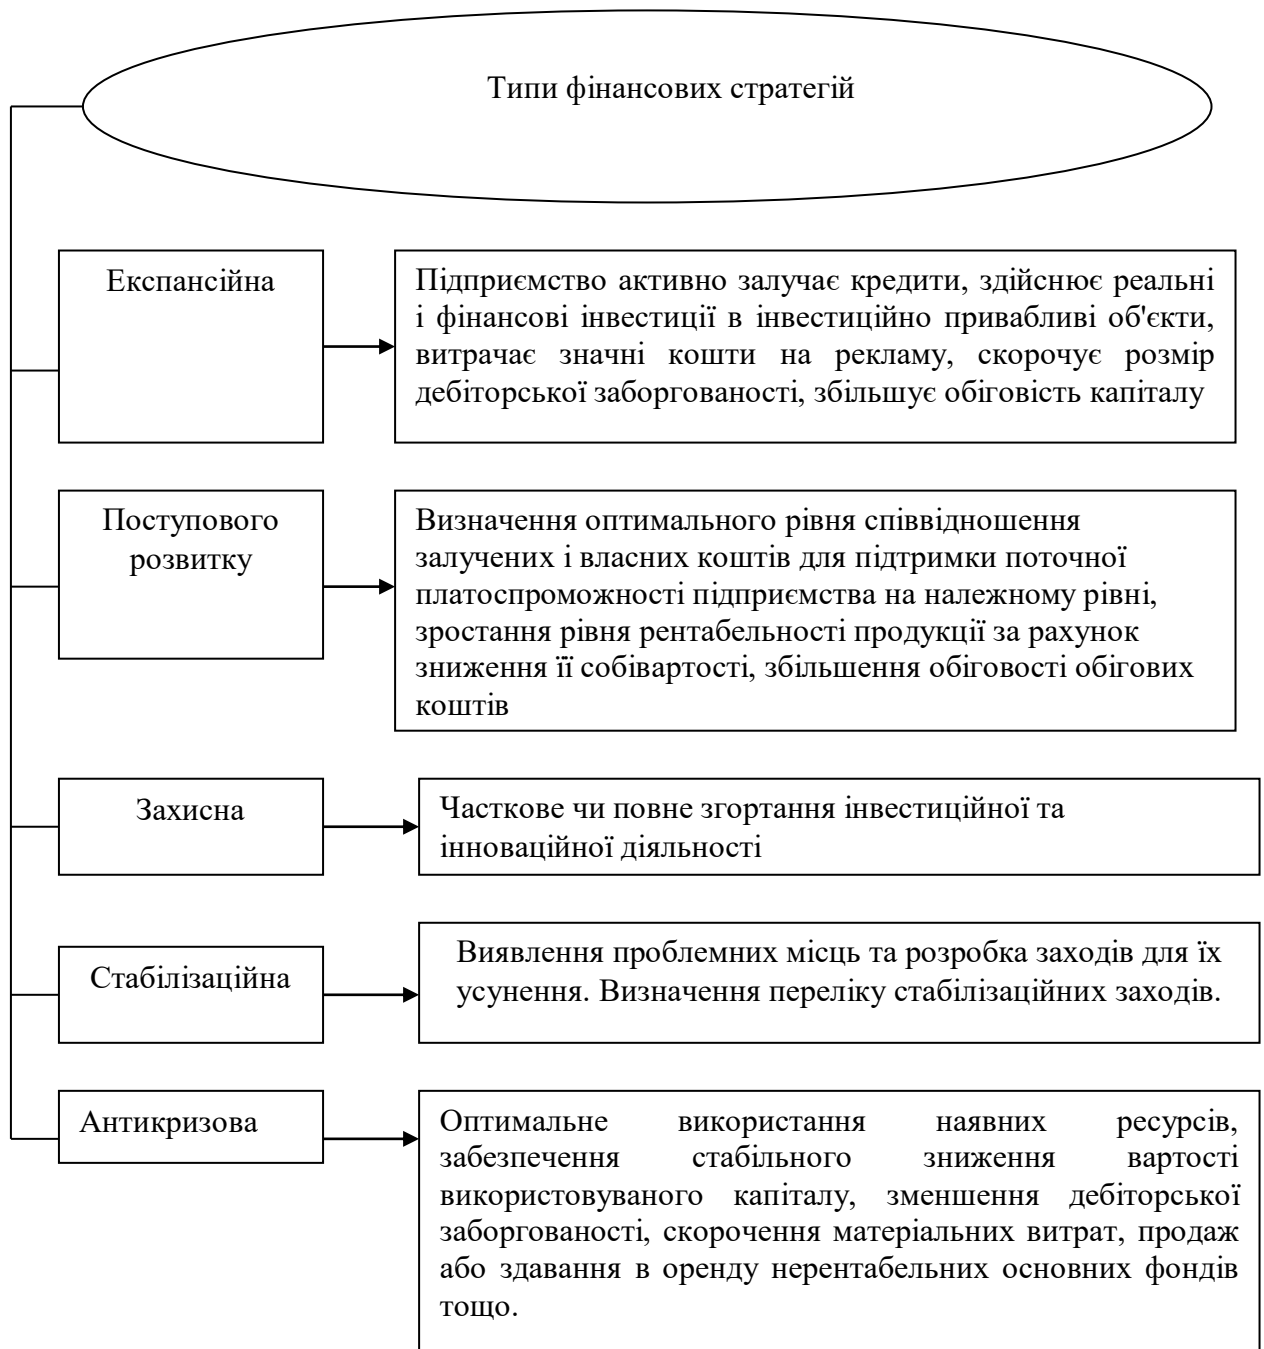 Типи фінансових стратегій
Експансійна
Підприємство активно залучає кредити, здійснює реальні
і фінансові інвестиції в інвестиційно привабливі об'єкти,
витрачає значні кошти на рекламу, скорочує розмір
дебіторської заборгованості, збільшує обіговість капіталу
Поступового
розвитку
Визначення оптимального рівня співвідношення
залучених і власних коштів для підтримки поточної
платоспроможності підприємства на належному рівні,
зростання рівня рентабельності продукції за рахунок
зниження її собівартості, збільшення обіговості обігових
коштів
Захисна
Часткове чи повне згортання інвестиційної та
інноваційної діяльності
Стабілізаційна
Виявлення проблемних місць та розробка заходів для їх
усунення. Визначення переліку стабілізаційних заходів.
Антикризова
Оптимальне використання наявних ресурсів,
забезпечення стабільного зниження вартості
використовуваного капіталу, зменшення дебіторської
заборгованості, скорочення матеріальних витрат, продаж
або здавання в оренду нерентабельних основних фондів
тощо.